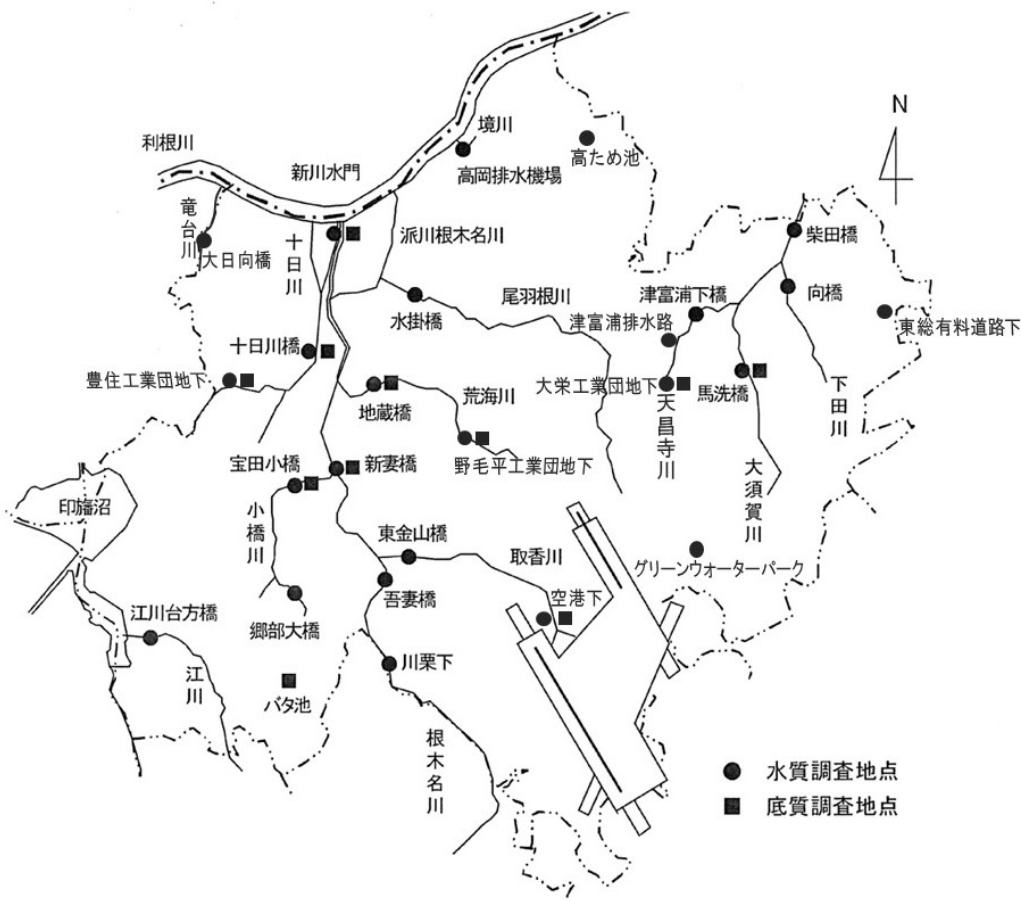 N
境川
利根川
高ため池
新川水門
高岡排水機場
竜台川
十日川
派川根木名川
柴田橋
大日向橋
尾羽根川
津富浦下橋
向橋
水掛橋
津富浦排水路
東総有料道路下
十日川橋
豊住工業団地下
大栄工業団地下
馬洗橋
下田川
地蔵橋
荒海川
天昌寺川
宝田小橋
新妻橋
野毛平工業団地下
大須賀川
印旛沼
小橋川
東金山橋
取香川
グリーンウォーターパーク
吾妻橋
空港下
江川台方橋
郷部大橋
川栗下
江川
バタ池
根木名川
水質調査地点
底質調査地点